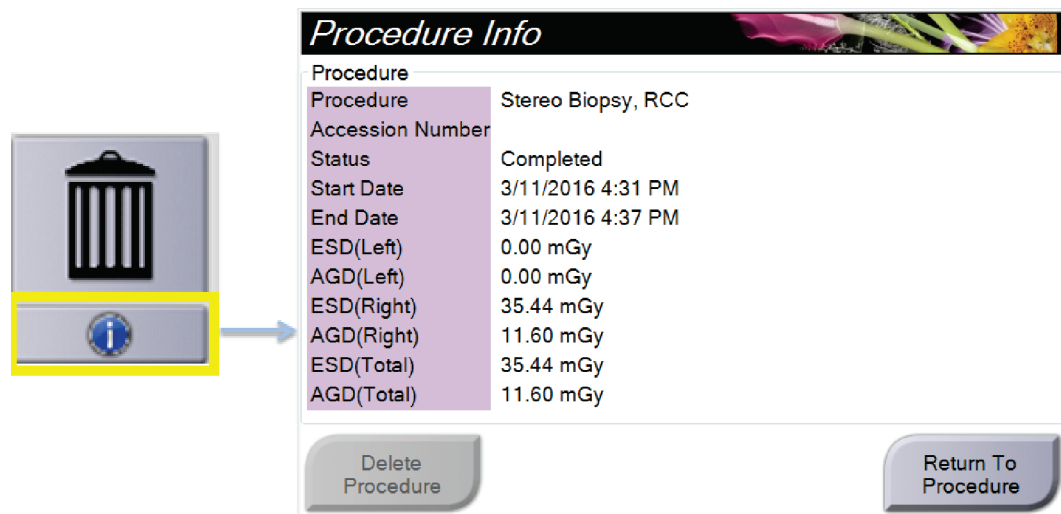 Procedure Info
Procedure
Procedure Stereo Biopsy, RCC
Accession Number
Status Completed
Start Date 3/11/2016 4:31 PM
End Date 3/11/2016 4:37 PM
ESD(Left) 0.00 mGy
AGD(Left) 0.00 mGy
ESD(Right) 35.44 mGy
AGD(Right) 11.60 mGy
ESD(Total) 35.44 mGy
AGD(Total) 11.60 mGy
Delete
Procedure
Return To
Procedure